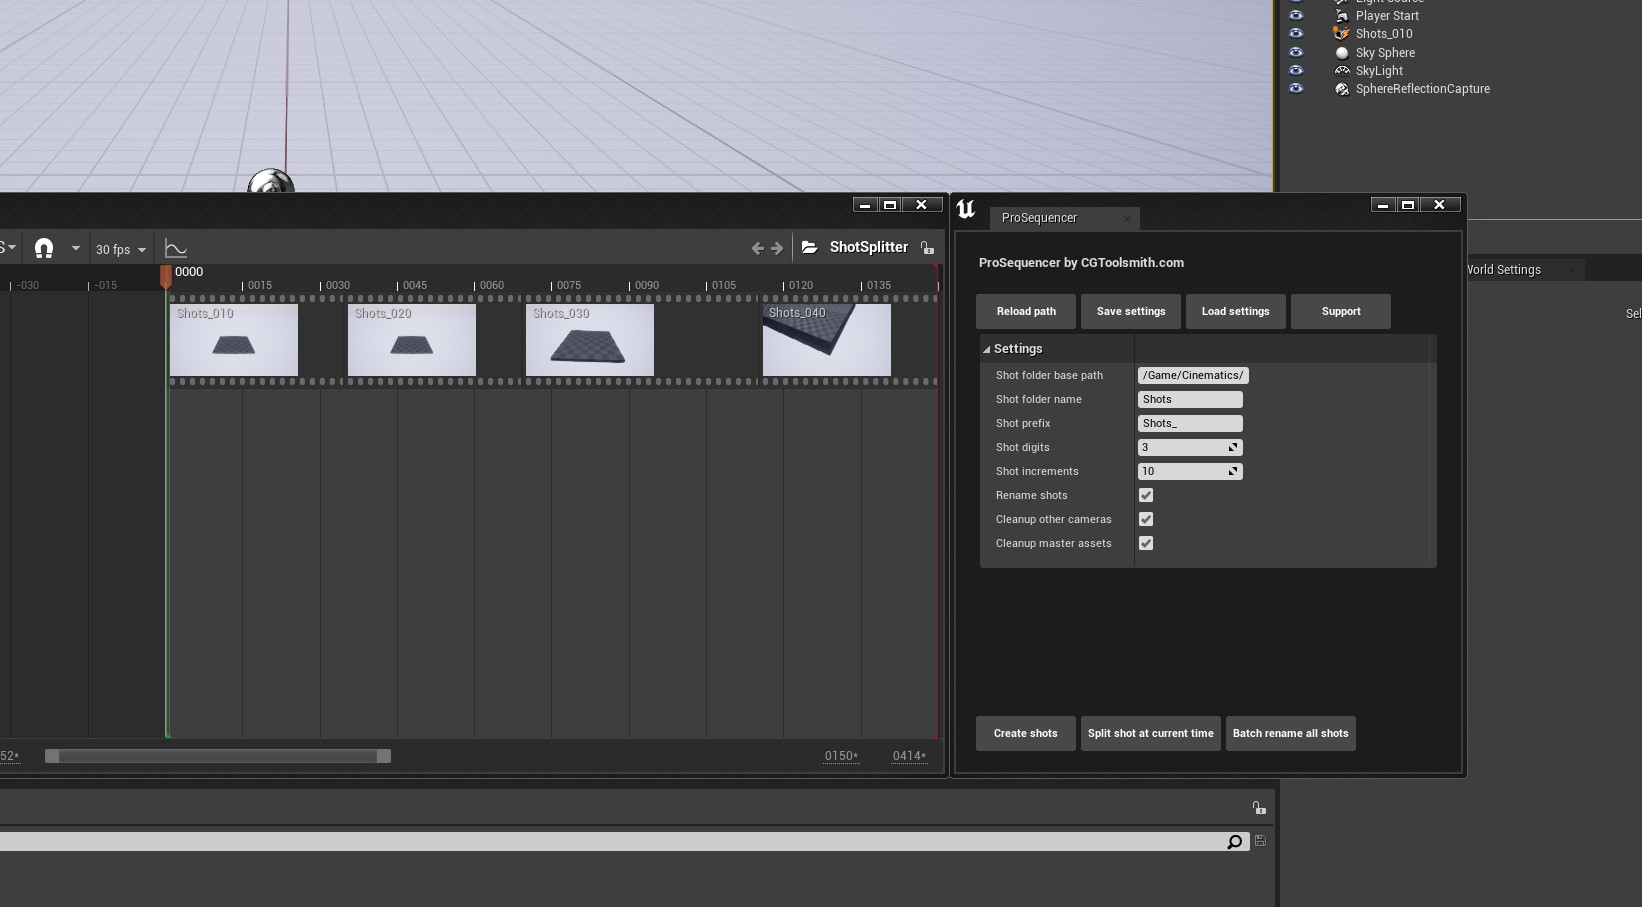 Light Source
Player Start
Shots_010
Sky Sphere
SkyLight
SphereReflectionCapture
ProSequencer
30 fps
ShotSplitter
0000
-030
-015
0015
0030
0045
0060
0075
0090
0105
0120
0135
Shots_010
Shots_020
Shots_030
Shots_040
52*
0150*
0414*
ProSequencer by CGToolsmith.com
Reload path
Save settings
Load settings
Support
Settings
Shot folder base path
/Game/Cinematics/
Shot folder name
Shots
Shot prefix
Shots_
Shot digits
3
Shot increments
10
Rename shots
Cleanup other cameras
Cleanup master assets
Create shots
Split shot at current time
Batch rename all shots
World Settings
Sel